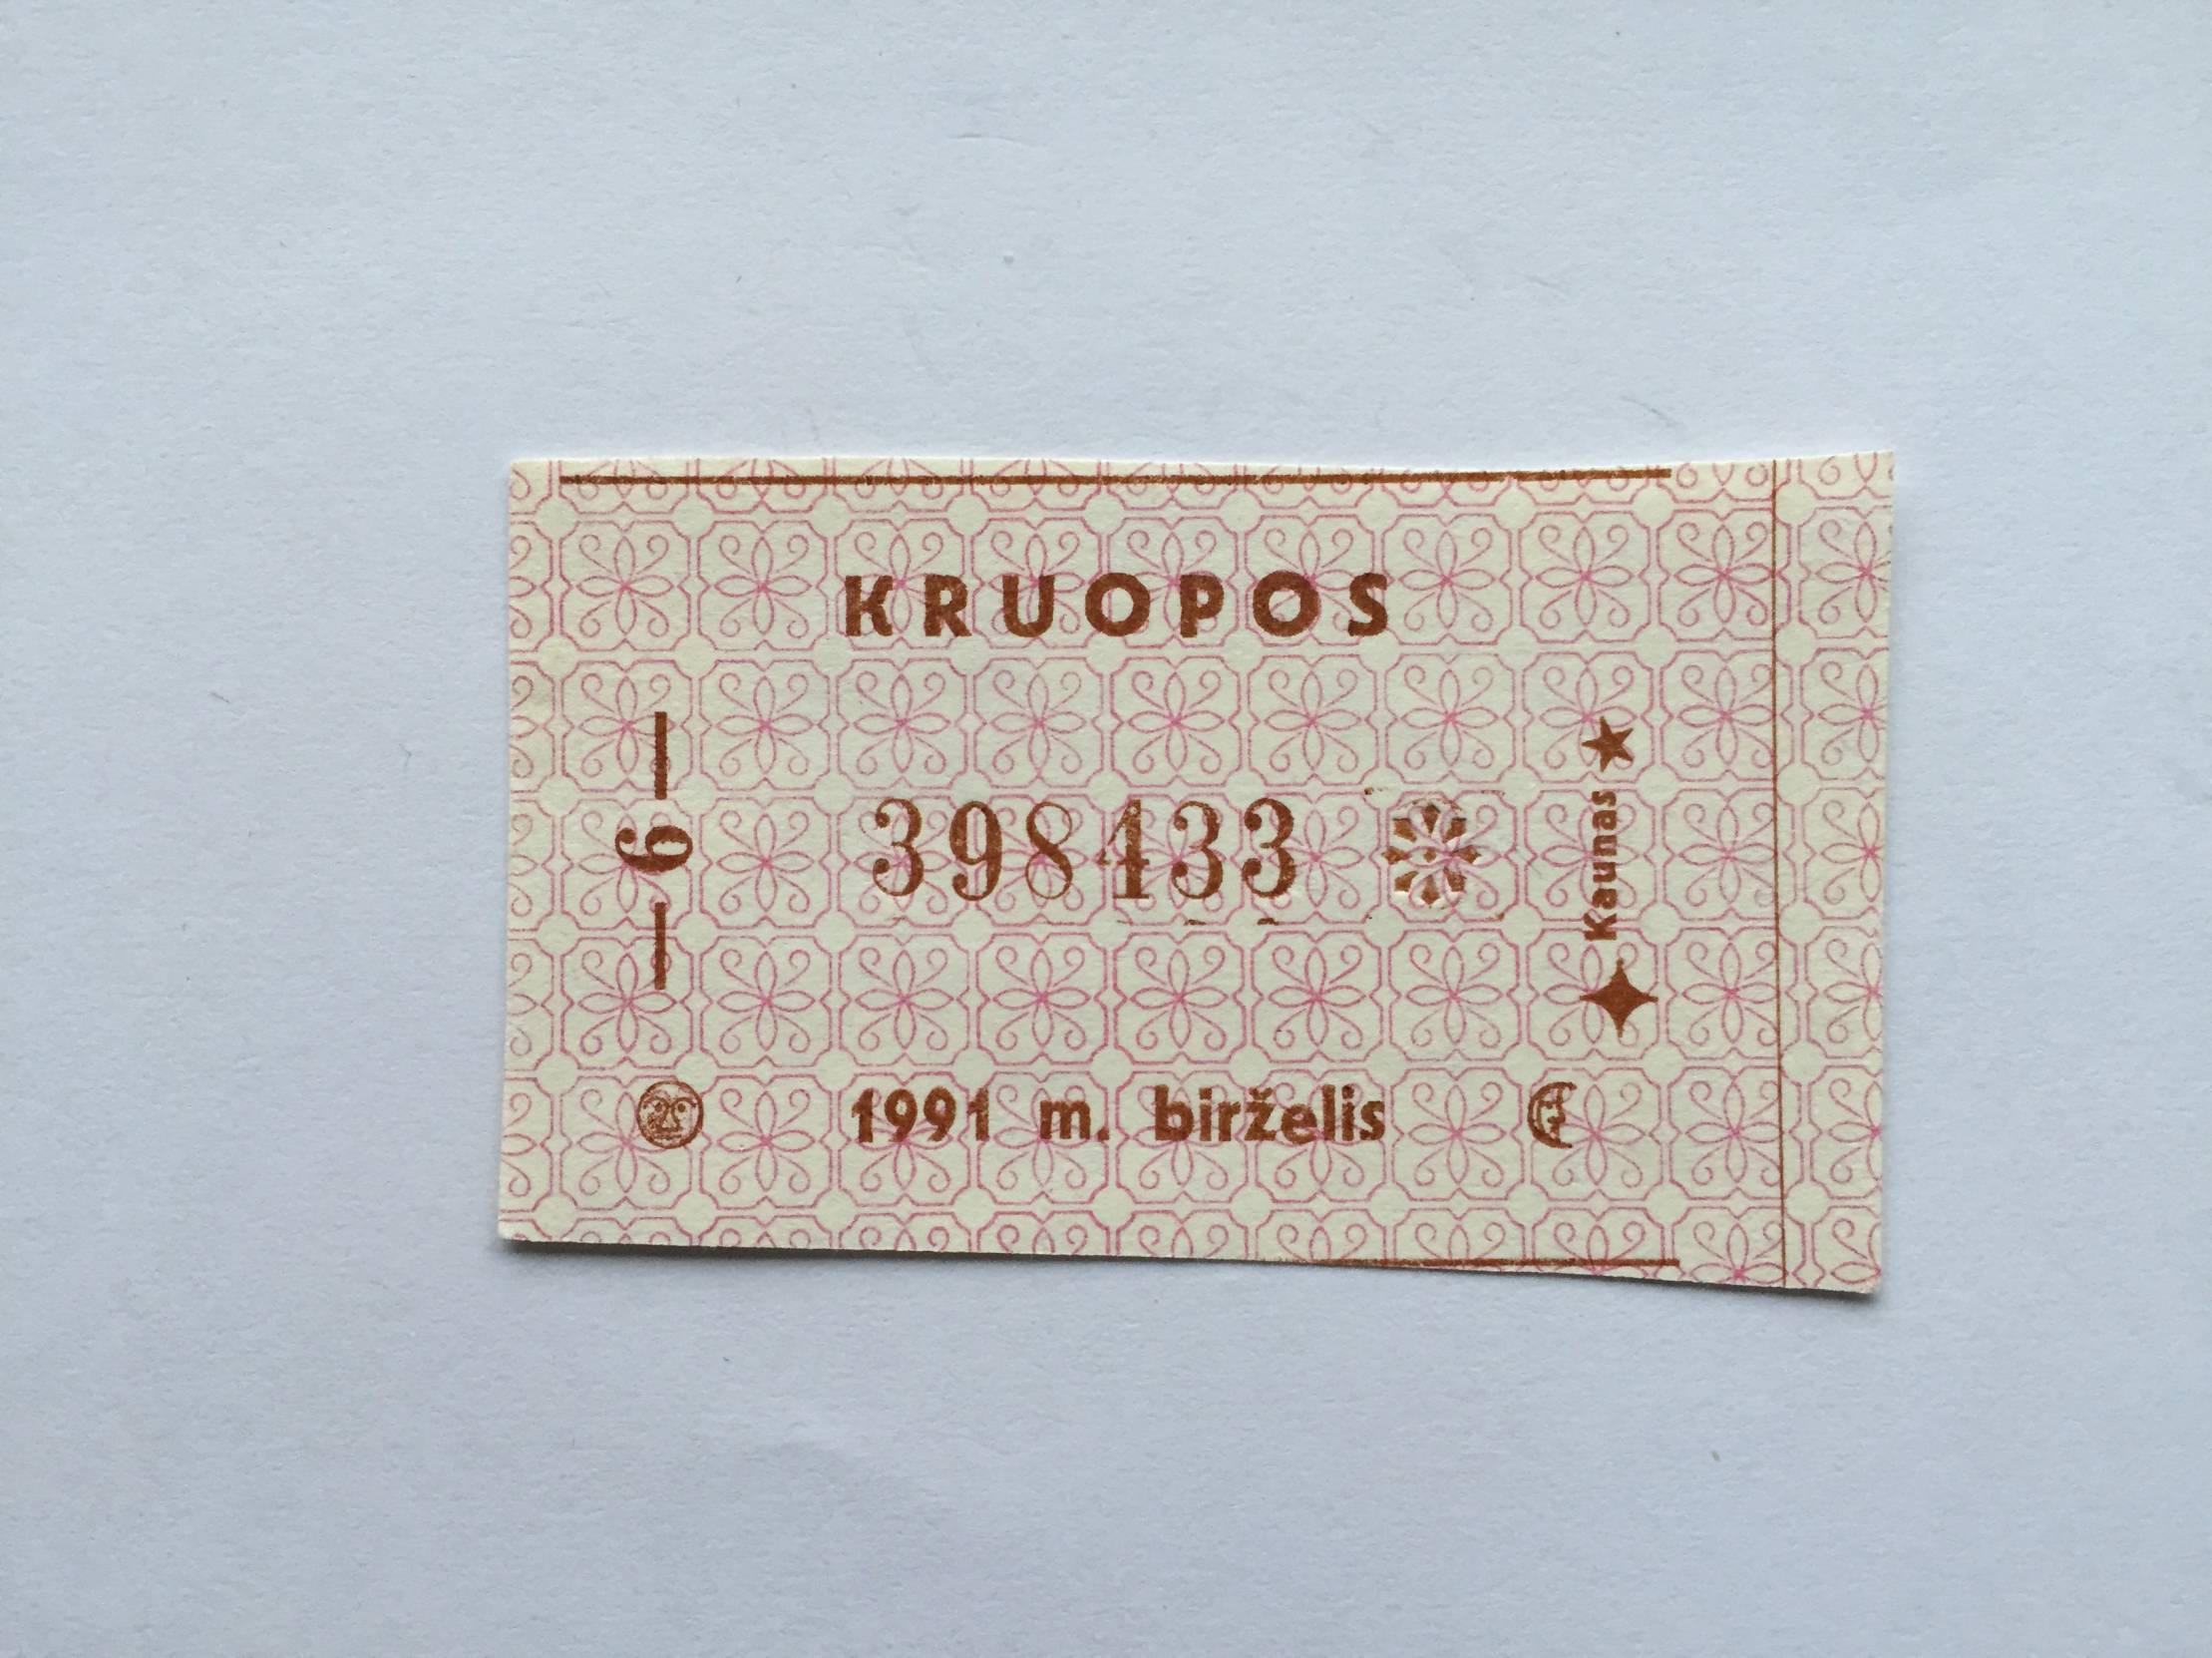 KRUOPOS
— 6 —
398433
Kaunas
1991 m. birželis